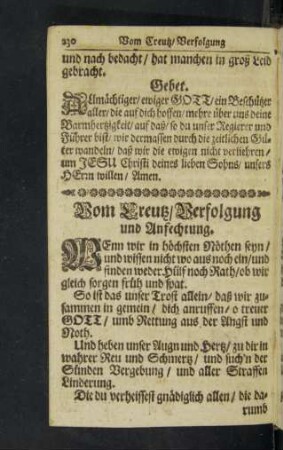 230 Vom Creutz/Verfolgung
und nach bedacht/ hat manchen in groß Leid
gebracht.
Gebet.
Allmächtiger/ ewiger GOTT/ ein Beschützer
aller/ die auf dich hoffen/ mehre über uns deine
Barmhertzigkeit/ auf daß/ so du unser Regierer und
Führer bist/ wir dermassen durch die zeitlichen Gü-
ter wandeln/ daß wir die ewigen nicht verliehren/
um JESU Christi deines lieben Sohns/ unsers
HErrn willen/ Amen.
Vom Creutz/Verfolgung
und Anfechtung.
WEnn wir in höchsten Nöthen seyn/
und wissen nicht wo aus noch ein/ und
finden weder Hülf noch Rath/ ob wir
gleich sorgen früh und spat.
So ist das unser Trost allein/ daß wir zu-
sammen in gemein/ dich anruffen/ o treuer
GOTT/ umb Rettung aus der Angst und
Noth.
Und heben unser Augn und Hertz/ zu dir in
wahrer Reu und Schmertz/ und such'n der
Sünden Vergebung/ und aller Straffen
Linderung.
Die du verheissest gnädiglich allen/ die da-
rumb